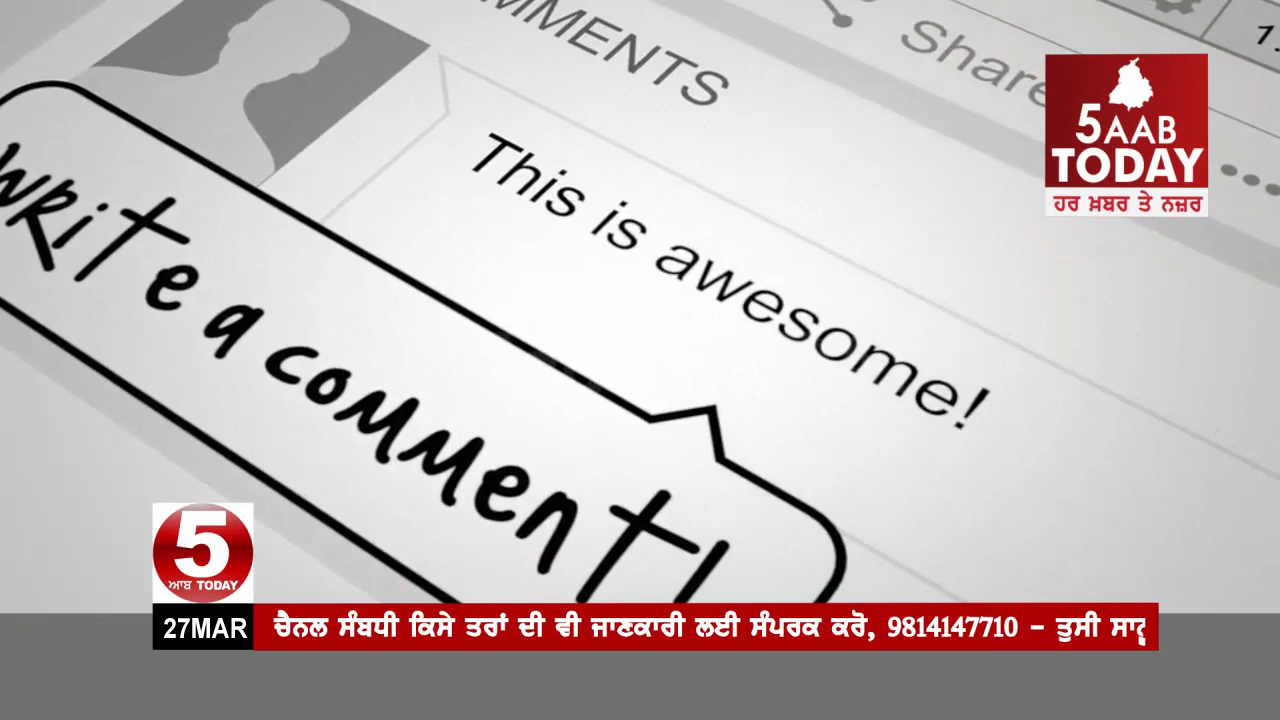 COMMENTS
Share
This is awesome!
Write a comment!
5AAB
TODAY
ਹਰ ਖ਼ਬਰ ਤੇ ਨਜ਼ਰ
5
ਆਬ TODAY
27MAR
ਚੈਨਲ ਸੰਬਧੀ ਕਿਸੇ ਤਰਾਂ ਦੀ ਵੀ ਜਾਣਕਾਰੀ ਲਈ ਸੰਪਰਕ ਕਰੋ, 9814147710 - ਤੁਸੀ